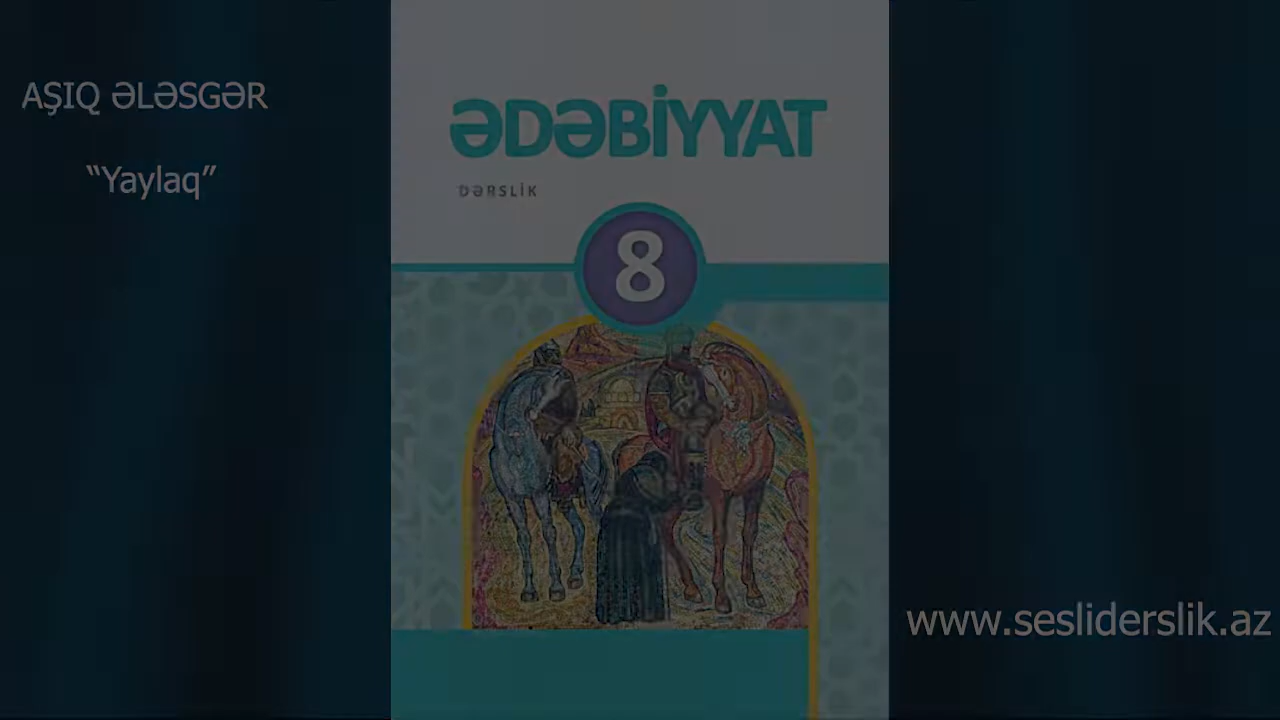 AŞIQ ƏLƏSGƏR
“Yaylaq”
ƏDƏBİYYAT
DƏRSLİK
8
www.sesliderslik.az